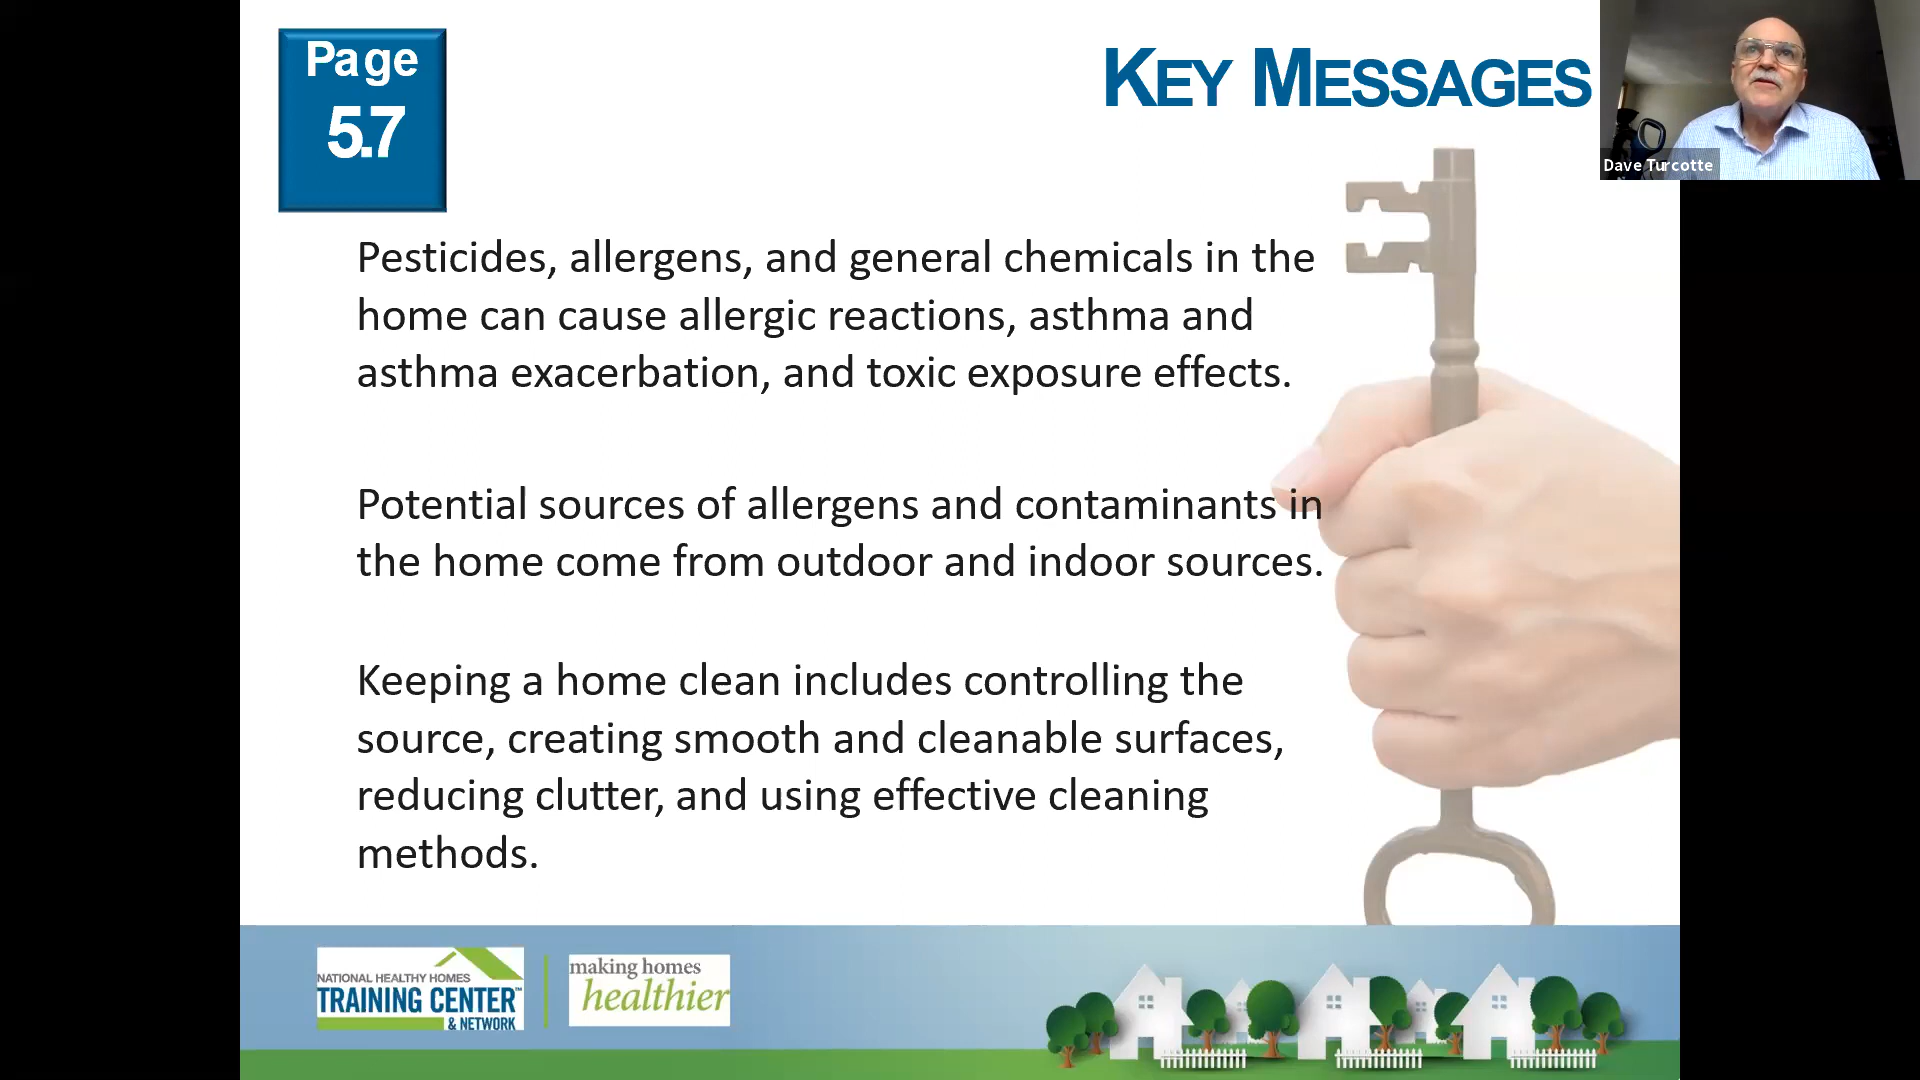 Page
5.7
KEY MESSAGES
Dave Turcotte
Pesticides, allergens, and general chemicals in the
home can cause allergic reactions, asthma and
asthma exacerbation, and toxic exposure effects.
Potential sources of allergens and contaminants in
the home come from outdoor and indoor sources.
Keeping a home clean includes controlling the
source, creating smooth and cleanable surfaces,
reducing clutter, and using effective cleaning
methods.
NATIONAL HEALTHY HOMES
TRAINING CENTER™
& NETWORK
making homes
healthier